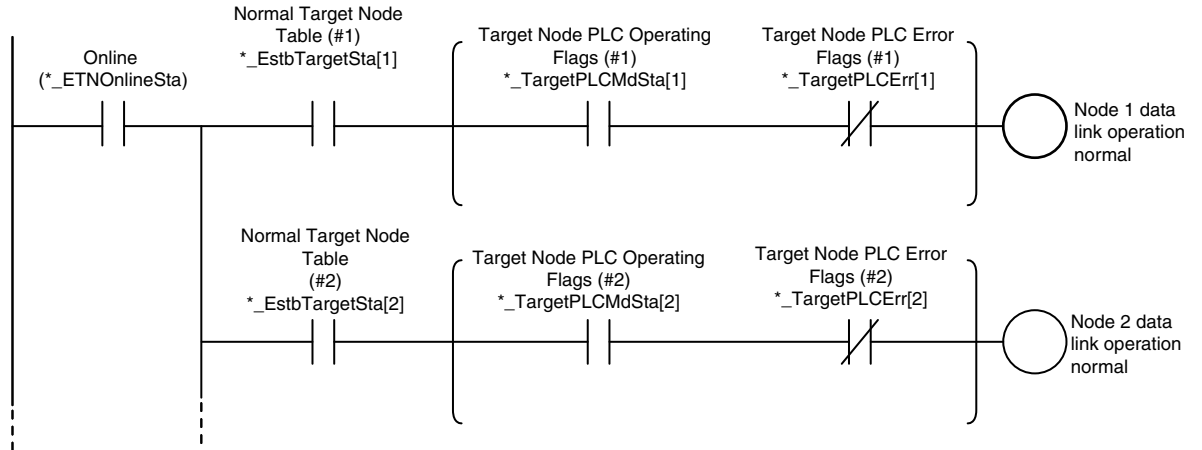 Online
(*_ETNOnlineSta)
Normal Target Node
Table (#1)
*_EstbTargetSta[1]
Target Node PLC Operating
Flags (#1)
*_TargetPLCMdSta[1]
Target Node PLC Error
Flags (#1)
*_TargetPLCErr[1]
Node 1 data
link operation
normal
Normal Target Node
Table
(#2)
*_EstbTargetSta[2]
Target Node PLC Operating
Flags (#2)
*_TargetPLCMdSta[2]
Target Node PLC Error
Flags (#2)
*_TargetPLCErr[2]
Node 2 data
link operation
normal